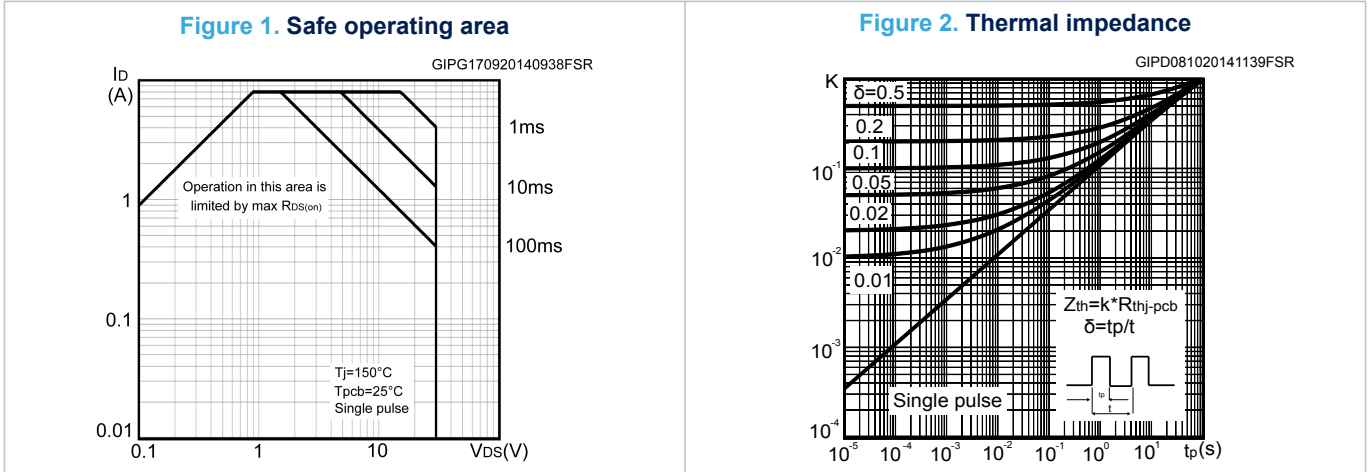 Figure 1. Safe operating area
GIPG170920140938FSR
ID
(A)
1ms
Operation in this area is
limited by max RDS(on)
10ms
1
100ms
0.1
Tj=150°C
Tpcb=25°C
Single pulse
0.01
0.1
1
10
VDS(V)
Figure 2. Thermal impedance
GIPD081020141139FSR
K
δ=0.5
0.2
0.1
10-1
0.05
0.02
10-2
0.01
Zth=k*Rthj-pcb
δ=tp/t
10-3
tp
t
Single pulse
10-4
10-5
10-4
10-3
10-2
10-1
100
101
tp(s)